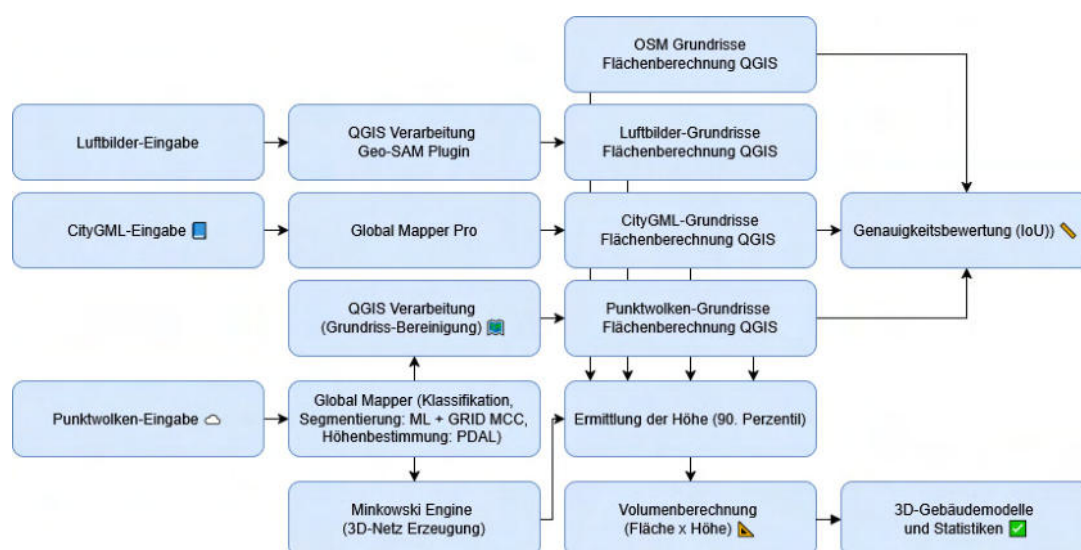 OSM Grundrisse
Flächenberechnung QGIS
Luftbilder-Eingabe
QGIS Verarbeitung
Geo-SAM Plugin
Luftbilder-Grundrisse
Flächenberechnung QGIS
CityGML-Eingabe
Global Mapper Pro
CityGML-Grundrisse
Flächenberechnung QGIS
Genauigkeitsbewertung (IoU))
QGIS Verarbeitung
(Grundriss-Bereinigung)
Punktwolken-Grundrisse
Flächenberechnung QGIS
Punktwolken-Eingabe
Global Mapper (Klassifikation,
Segmentierung: ML + GRID MCC,
Höhenbestimmung: PDAL)
Ermittlung der Höhe (90. Perzentil)
Minkowski Engine
(3D-Netz Erzeugung)
Volumenberechnung
(Fläche x Höhe)
3D-Gebäudemodelle
und Statistiken